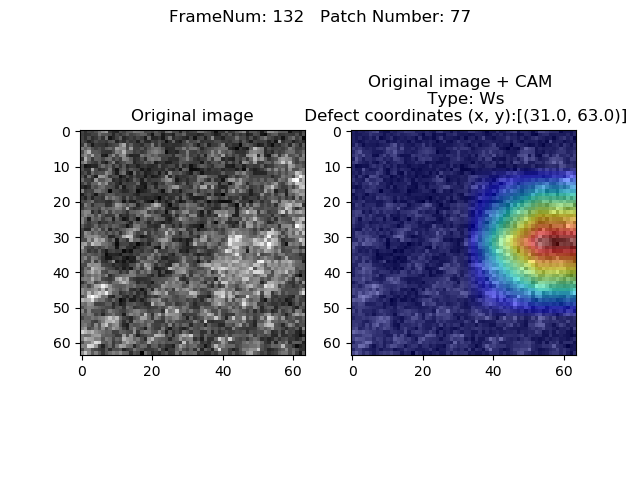 FrameNum: 132   Patch Number: 77
Original image
0
10
20
30
40
50
60
0 20 40 60
Original image + CAM
Type: Ws
Defect coordinates (x, y):[(31.0, 63.0)]
0
10
20
30
40
50
60
0 20 40 60